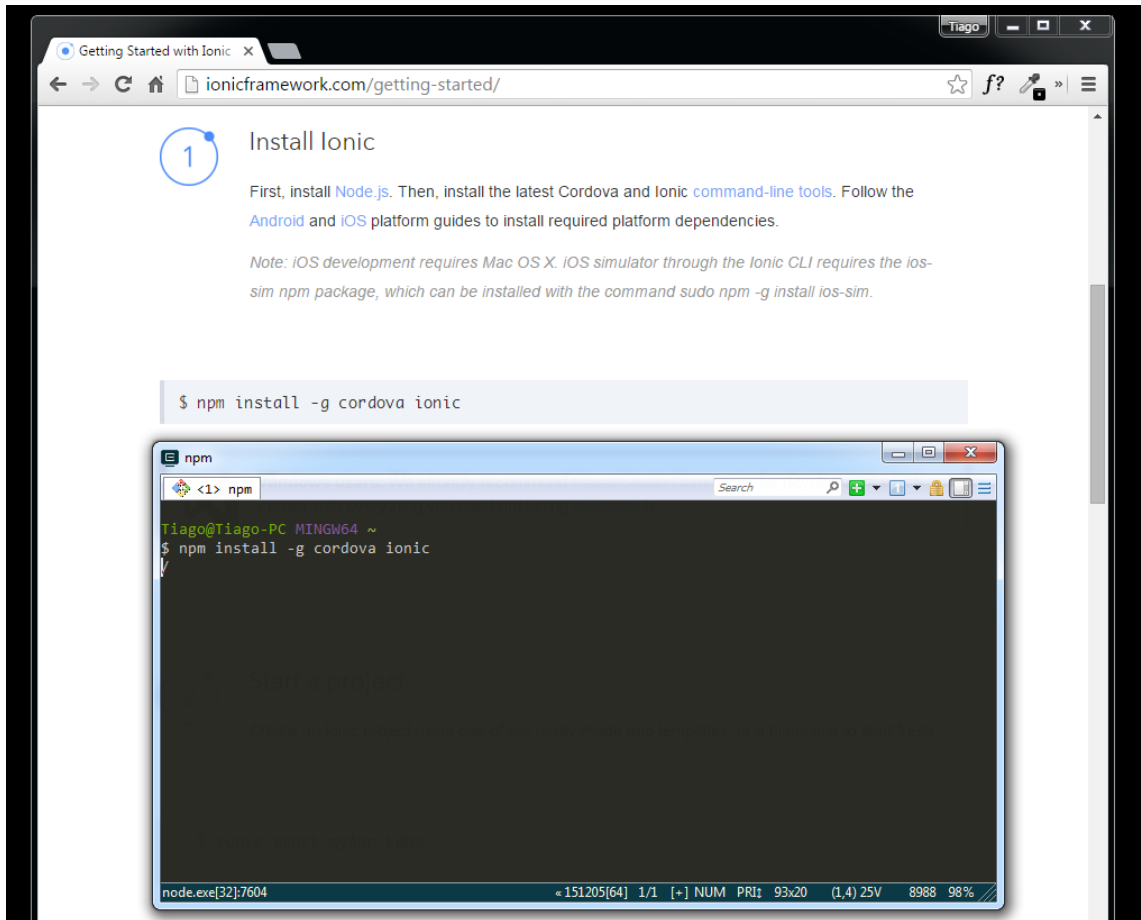 Tiago
Getting Started with Ionic
ionicframework.com/getting-started/
f?
»
1
Install Ionic
First, install Node.js. Then, install the latest Cordova and Ionic command-line tools. Follow the
Android and iOS platform guides to install required platform dependencies.
Note: iOS development requires Mac OS X. iOS simulator through the Ionic CLI requires the ios-
sim npm package, which can be installed with the command sudo npm -g install ios-sim.
$ npm install -g cordova ionic
npm
<1> npm
Search
Tiago@Tiago-PC MINGW64 ~
$ npm install -g cordova ionic
/
Start a project
node.exe[32]:7604 « 151205[64] 1/1 [+] NUM PRI↕ 93x20 (1,4) 25V 8988 98%